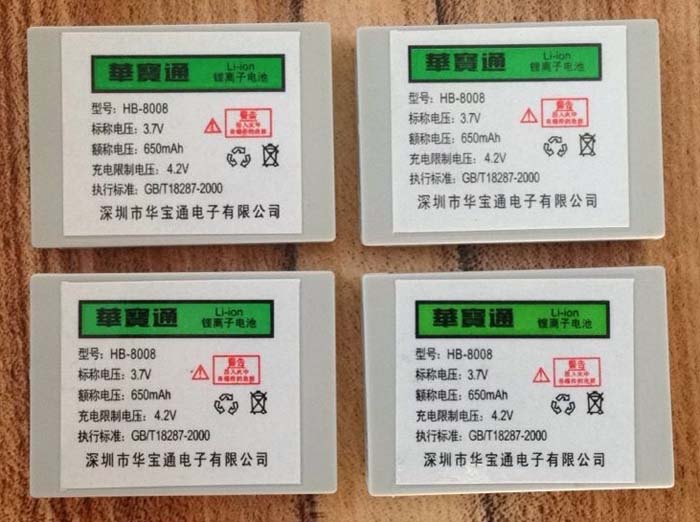 華寶通 Li-ion
锂离子电池
型号: HB-8008
标称电压: 3.7V
额称电压: 650mAh
充电限制电压: 4.2V
执行标准: GB/T18287-2000
警告
深圳市华宝通电子有限公司
華寶通 Li-ion
锂离子电池
型号: HB-8008
标称电压: 3.7V
额称电压: 650mAh
充电限制电压: 4.2V
执行标准: GB/T18287-2000
警告
深圳市华宝通电子有限公司
華寶通 Li-ion
锂离子电池
型号: HB-8008
标称电压: 3.7V
额称电压: 650mAh
充电限制电压: 4.2V
执行标准: GB/T18287-2000
警告
深圳市华宝通电子有限公司
華寶通 Li-ion
锂离子电池
型号: HB-8008
标称电压: 3.7V
额称电压: 650mAh
充电限制电压: 4.2V
执行标准: GB/T18287-2000
警告
深圳市华宝通电子有限公司